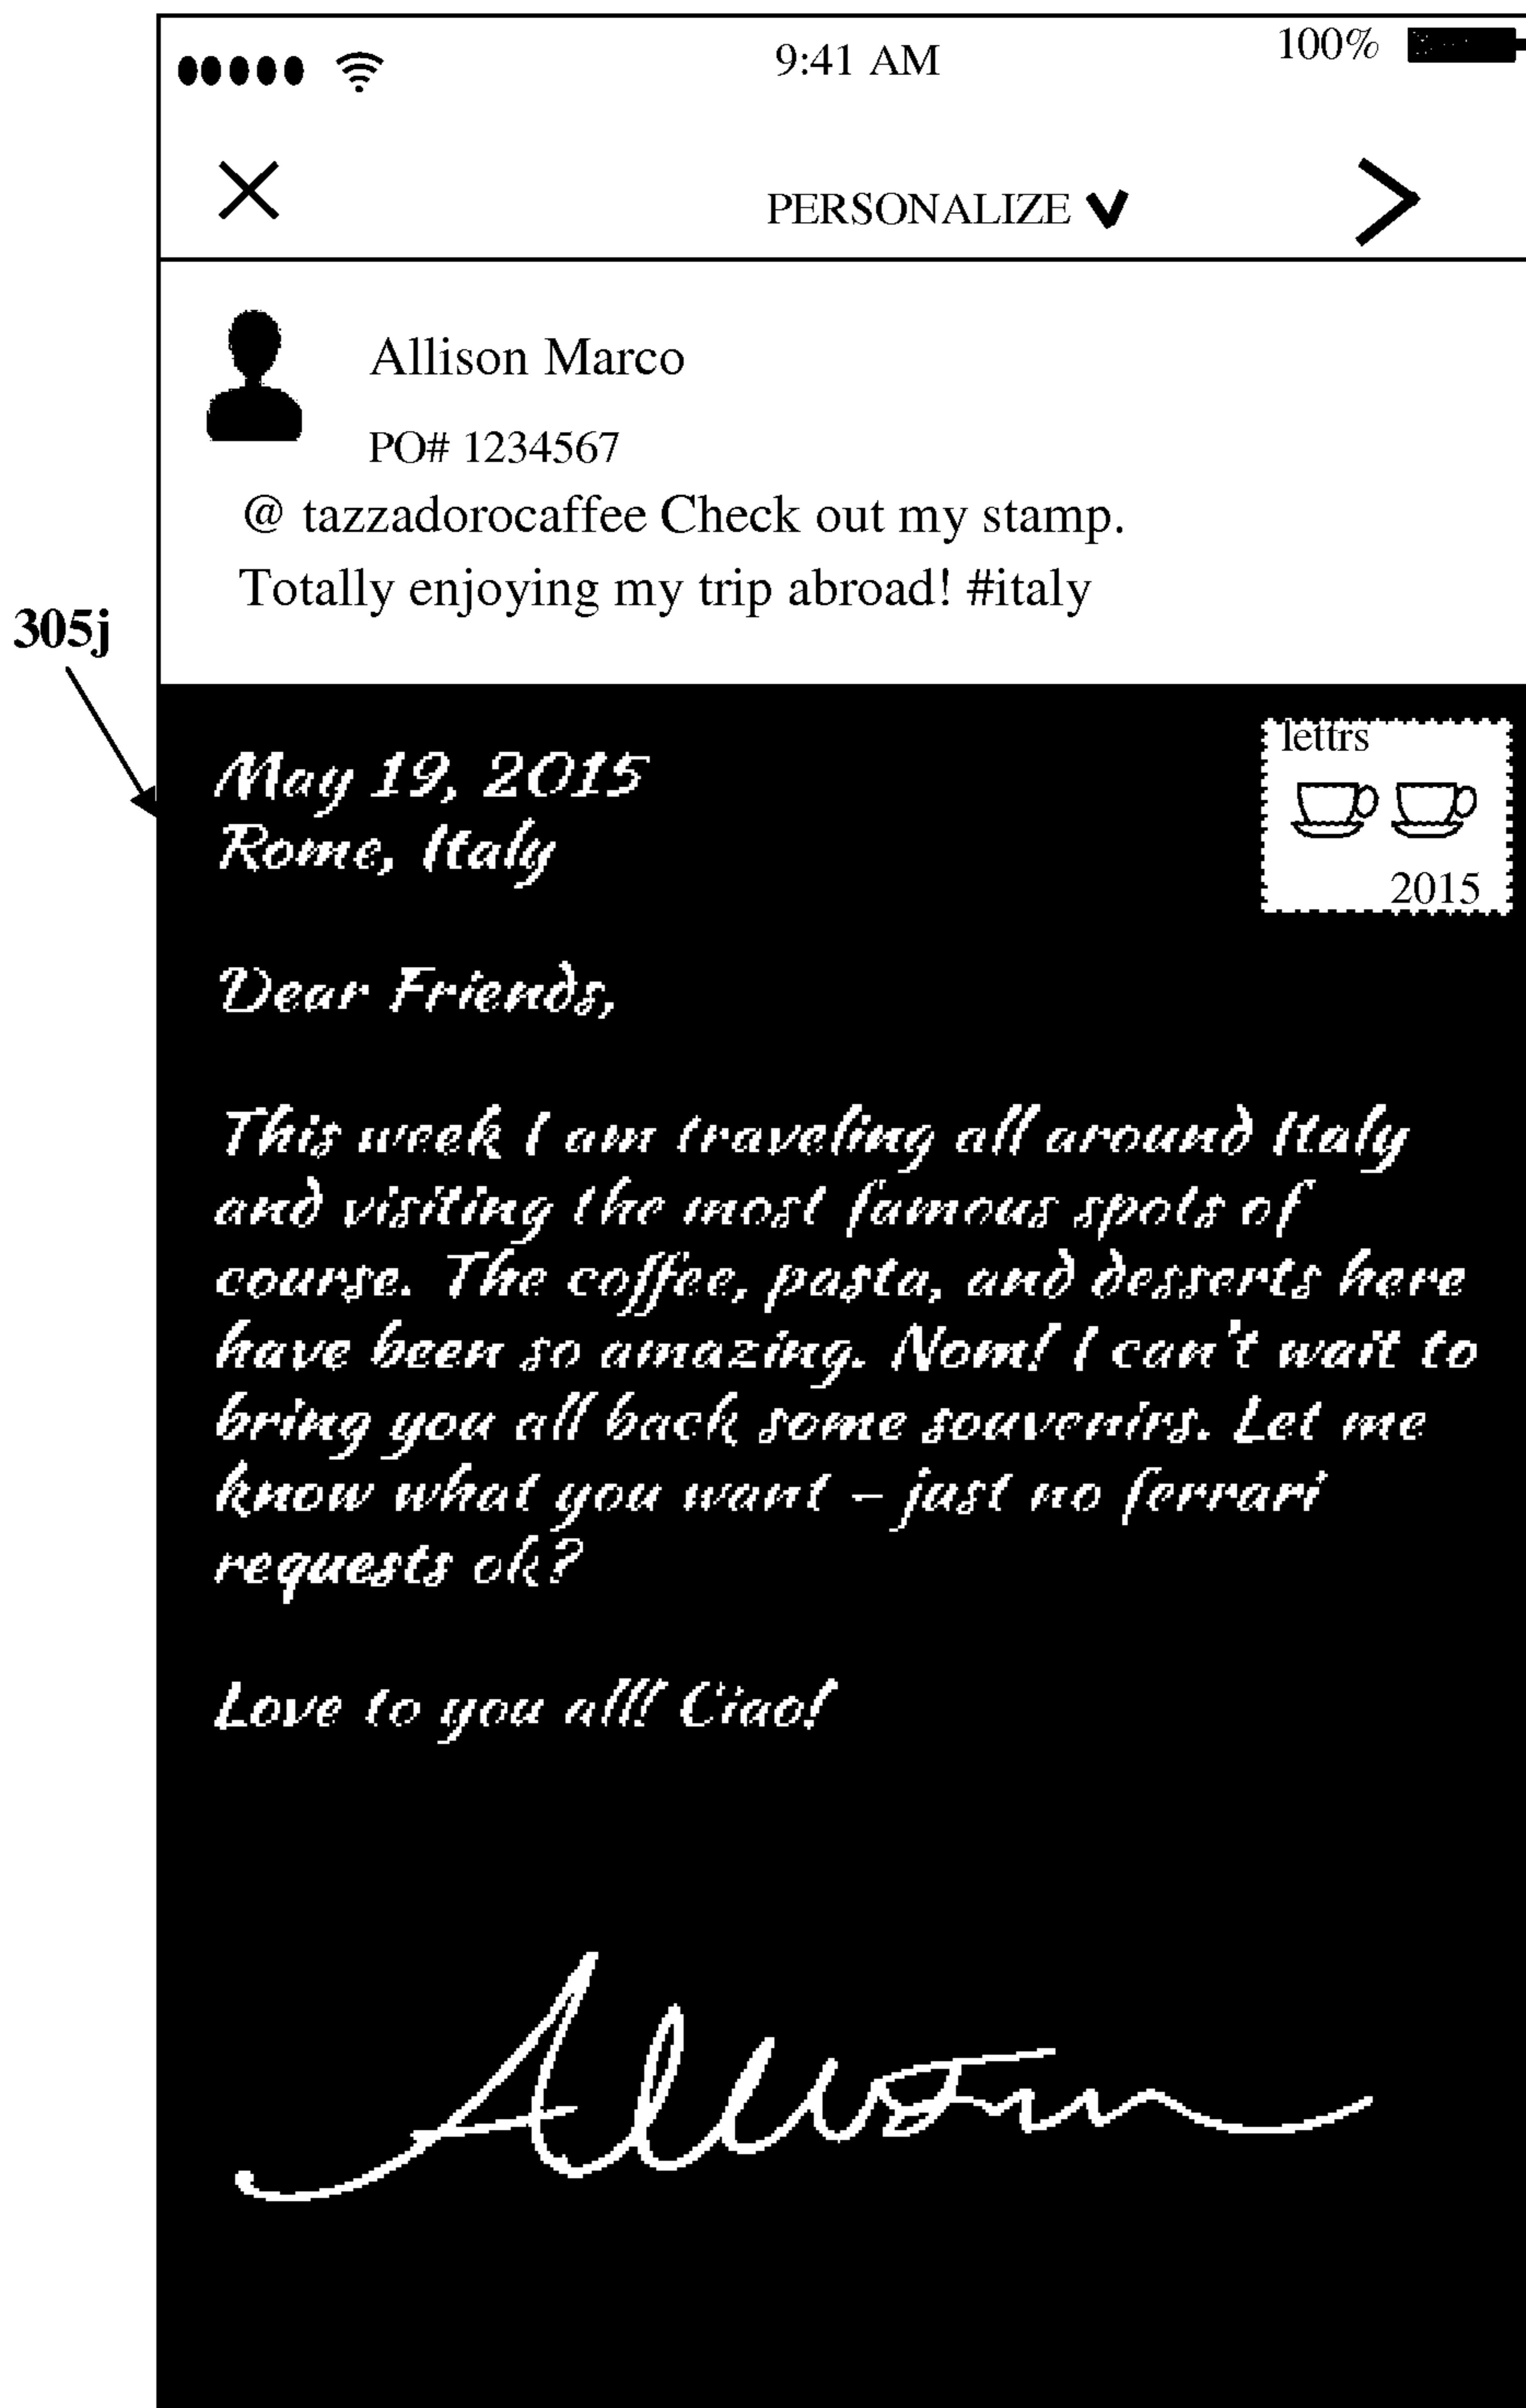 9:41 AM
100%
PERSONALIZE
Allison Marco
PO# 1234567
@ tazzadorocaffee Check out my stamp.
Totally enjoying my trip abroad! #italy
305j
lettrs
2015
May 19, 2015
Rome, Italy
Dear Friends,
This week I am traveling all around Italy
and visiting the most famous spots of
course. The coffee, pasta, and desserts here
have been so amazing. Nom! I can't wait to
bring you all back some souvenirs. Let me
know what you want – just no ferrari
requests ok?
Love to you all! Ciao!
Allison